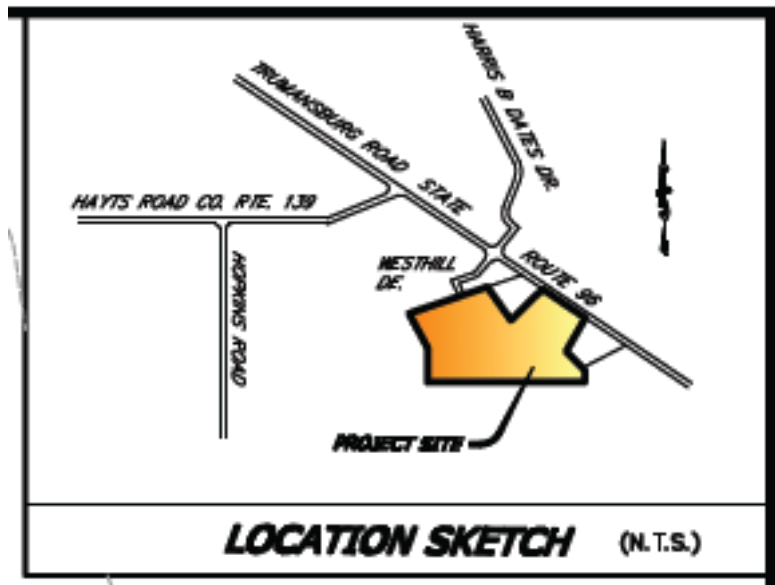 HARRIS B DATES DR.
TRUMANSBURG ROAD STATE ROUTE 96
HAYTS ROAD CO. RTE. 139
WESTHILL
DE.
HOPKINS ROAD
PROJECT SITE
LOCATION SKETCH (N.T.S.)